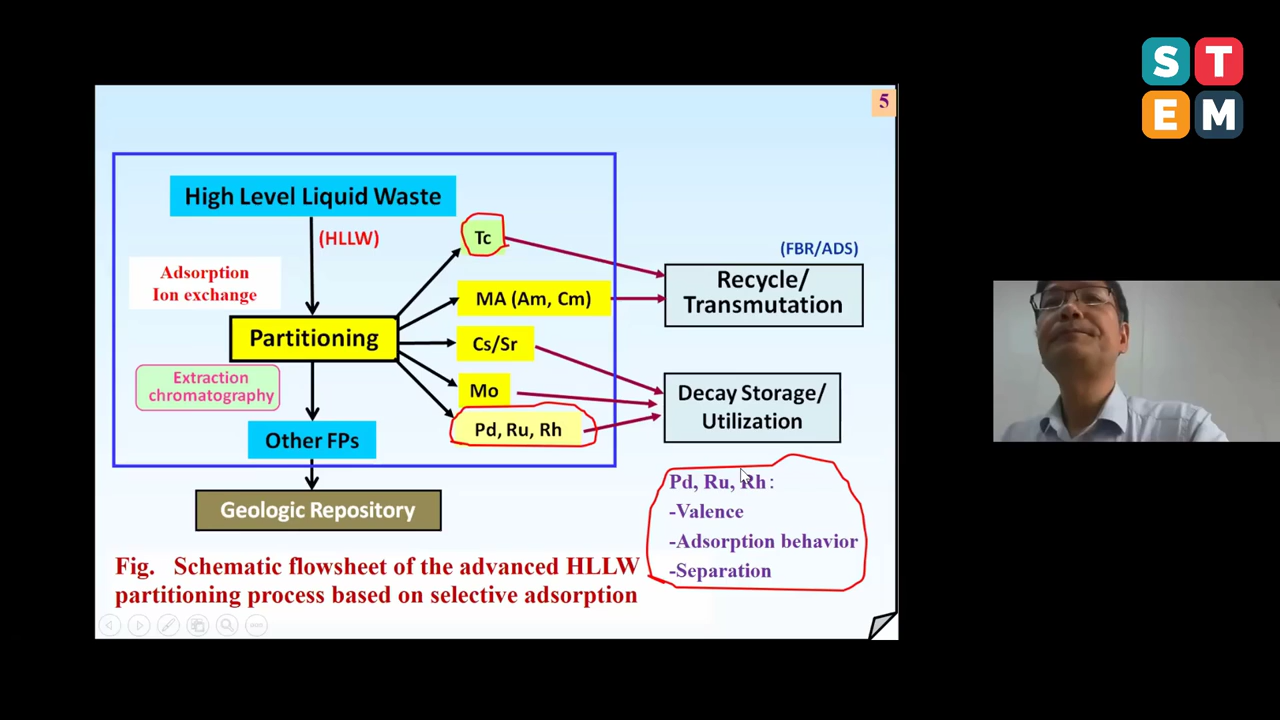 S T
E M
5
High Level Liquid Waste
(HLLW)
Adsorption
Ion exchange
Partitioning
Extraction
chromatography
Other FPs
Geologic Repository
Tc
MA (Am, Cm)
Cs/Sr
Mo
Pd, Ru, Rh
(FBR/ADS)
Recycle/
Transmutation
Decay Storage/
Utilization
Pd, Ru, Rh:
-Valence
-Adsorption behavior
-Separation
Fig. Schematic flowsheet of the advanced HLLW
partitioning process based on selective adsorption